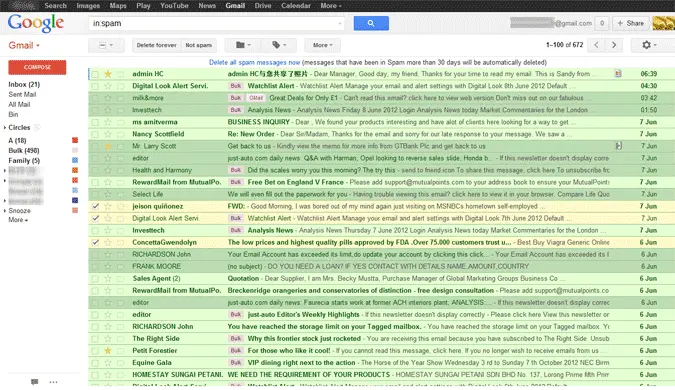 Search Images Maps Play YouTube News Gmail Drive Calendar More
Google in:spam @gmail.com 0 + Share
Gmail Delete forever Not spam More 1–100 of 672
COMPOSE
Inbox (21)
Sent Mail
All Mail
Bin
Circles
A (18)
Bulk (498)
Family (5)
Snooze
More
Delete all spam messages now (messages that have been in Spam more than 30 days will be automatically deleted)
admin HC admin HC与您共享了照片 - Dear Manager, Good day, my friend. Thanks for your time to read my email. This is Sandy from ... 06:39
Digital Look Alert Servi. Bulk Watchlist Alert - Watchlist Alert Manage your email and alert settings with Digital Look 8th June 2012 Default ... 04:30
milk&more Bulk Gitar Great Deals for Only £1 - Can't read this email? click here to view web version Don't miss out on our fabulous ... 03:42
Investtech Bulk Analysis News - Analysis News Friday 8 June 2012 Login Analysis News today Market Commentaries for the London ... 01:50
ms amitverma BUSINESS INQUIRY - Dear , We found your products interesting and have alot of clients here looking for a way to get ... 7 Jun
Nancy Scottfield Re: New Order - Dear Sir/Madam, Thanks for the email and sorry for our late response to your message. We saw a ... 7 Jun
Mr. Larry Scott Get back to us - Kindly view the memo for more info from GTBank Plc and get back to us 7 Jun
editor just-auto.com daily news: Q&A with Harman; Opel looking to reverse sales slide; Honda b.. - If this newsletter doesn't display correc 7 Jun
Health and Harmony Bulk Did the scales worry you this morning? The try this - send to friend icon To share this message, click here To unsubscribe fro 7 Jun
RewardMail from MutualPo. Bulk Free Bet on England V France - Please add support@mutualpoints.com to your address book to ensure your MutualPoints 7 Jun
Select Life We will even fill out the paperwork for you - Having trouble viewing this email? click here to view it in your browser. Compare Life Quo 7 Jun
jeison quiñonez FWD: - Good Morning, I was bored out of my mind again just visiting on MSNBCs hometown self-employed ... 7 Jun
Digital Look Alert Servi. Bulk Watchlist Alert - Watchlist Alert Manage your email and alert settings with Digital Look 7th June 2012 Default ... 7 Jun
Investtech Bulk Analysis News - Analysis News Thursday 7 June 2012 Login Analysis News today Market Commentaries for the London ... 7 Jun
ConcettaGwendolyn The low prices and highest quality pills approved by FDA .Over 75.000 customers trust u... - Best Buy Viagra Generic Online 6 Jun
RICHARDSON John Your Email Account has exceeded its limit,do update your account by clicking this click... - Your Email Account has exceeded its 6 Jun
FRANK MOORE (no subject) - DO YOU NEED A LOAN? IF YES CONTACT WITH DETAILS NAME,AMOUNT,COUNTRY 6 Jun
Sales Agent (2) Quotation - Dear Supplier, I am Mrs. Becky Mustta, Purchase Manager of Global Marketing Groups Business Co ... 6 Jun
RewardMail from MutualPo. Breckenridge orangeries and conservatories of distinction - free design consultation - Please add support@mutualpoints.co 6 Jun
editor just-auto.com daily news: Faurecia starts work at former ACH interiors plant; ANALYSIS:... - If this newsletter doesn't display correc 6 Jun
editor Bulk just-auto Editor's Weekly Highlights - If this newsletter doesn't display correctly - Please click here View this newsletter on 6 Jun
RICHARDSON John You have reached the storage limit on your Tagged mailbox. - You have reached the storage limit on your Tagged mailbox. Yo 6 Jun
The Right Side Bulk Why this frontier stock just rocketed - You are receiving this email because you have subscribed to The Right Side. Unsub 6 Jun
Petit Forestier Bulk For those who like it cool! - If you cannot read this message, click here. If you no longer wish to receive emails from us 6 Jun
Equine Gala Bulk VIP dining right next to the action - The Horse of the Year Show Wednesday 3 rd to Sunday 7 th October 2012 NEC Birm 6 Jun
HOMESTAY SUNGAI PETANI. WE NEED THE REQUIREMENT OF YOUR PRODUCTS - HOMESTAY SUNGAI PETANI SDN BHD No: 137, Lorong Prime fifth Prim 6 Jun